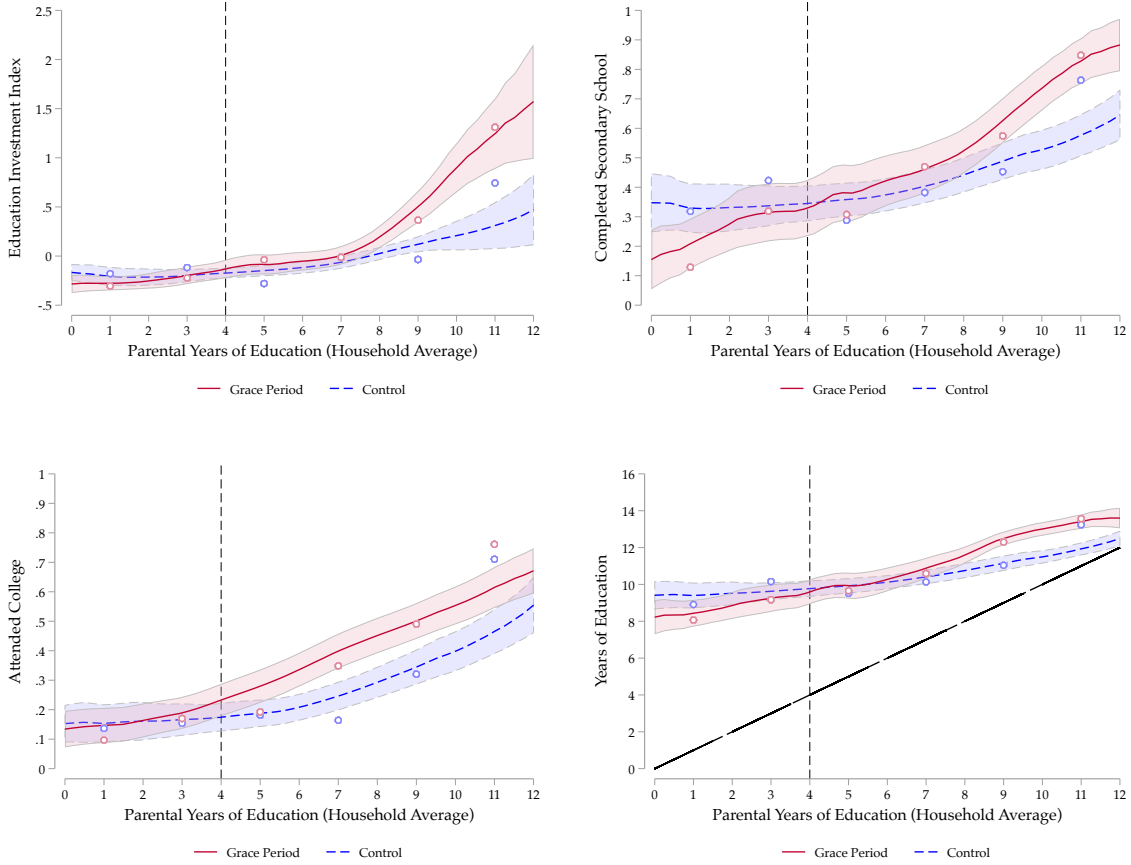 Education Investment Index
2.5
2
1.5
1
.5
0
-.5
0 1 2 3 4 5 6 7 8 9 10 11 12
Parental Years of Education (Household Average)
Grace Period Control
Completed Secondary School
1
.9
.8
.7
.6
.5
.4
.3
.2
.1
0
0 1 2 3 4 5 6 7 8 9 10 11 12
Parental Years of Education (Household Average)
Grace Period Control
Attended College
1
.9
.8
.7
.6
.5
.4
.3
.2
.1
0
0 1 2 3 4 5 6 7 8 9 10 11 12
Parental Years of Education (Household Average)
Grace Period Control
Years of Education
16
14
12
10
8
6
4
2
0
0 1 2 3 4 5 6 7 8 9 10 11 12
Parental Years of Education (Household Average)
Grace Period Control